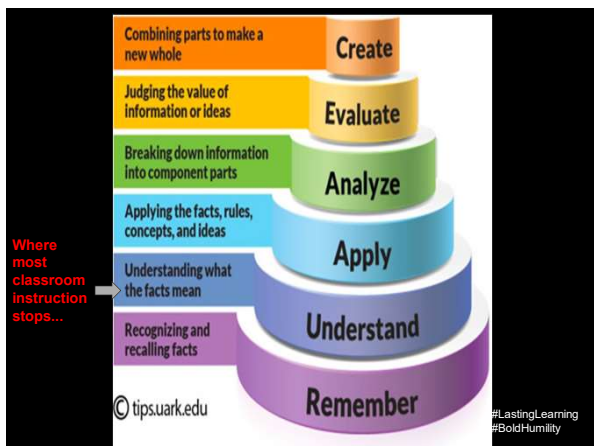 Combining parts to make a
new whole
Create
Judging the value of
information or ideas
Evaluate
Breaking down information
into component parts
Analyze
Applying the facts, rules,
concepts, and ideas
Apply
Where
most
classroom
instruction
stops...
Understanding what
the facts mean
Understand
Recognizing and
recalling facts
Remember
© tips.uark.edu
#LastingLearning
#BoldHumility